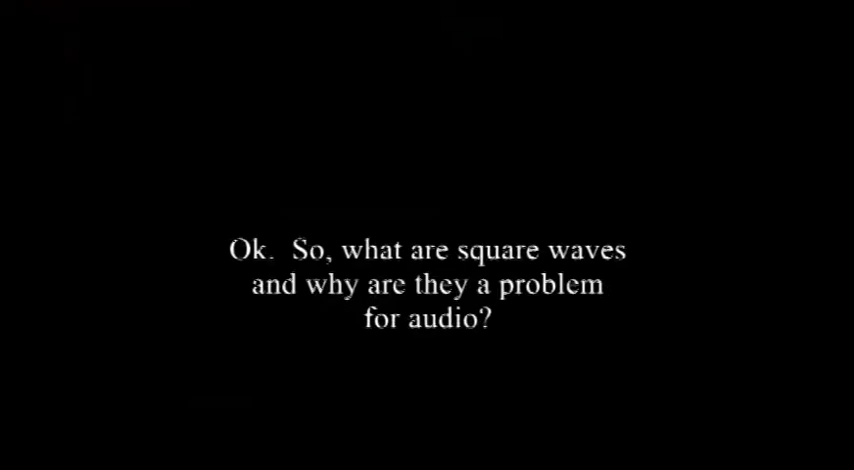 Ok.  So, what are square waves
and why are they a problem
for audio?